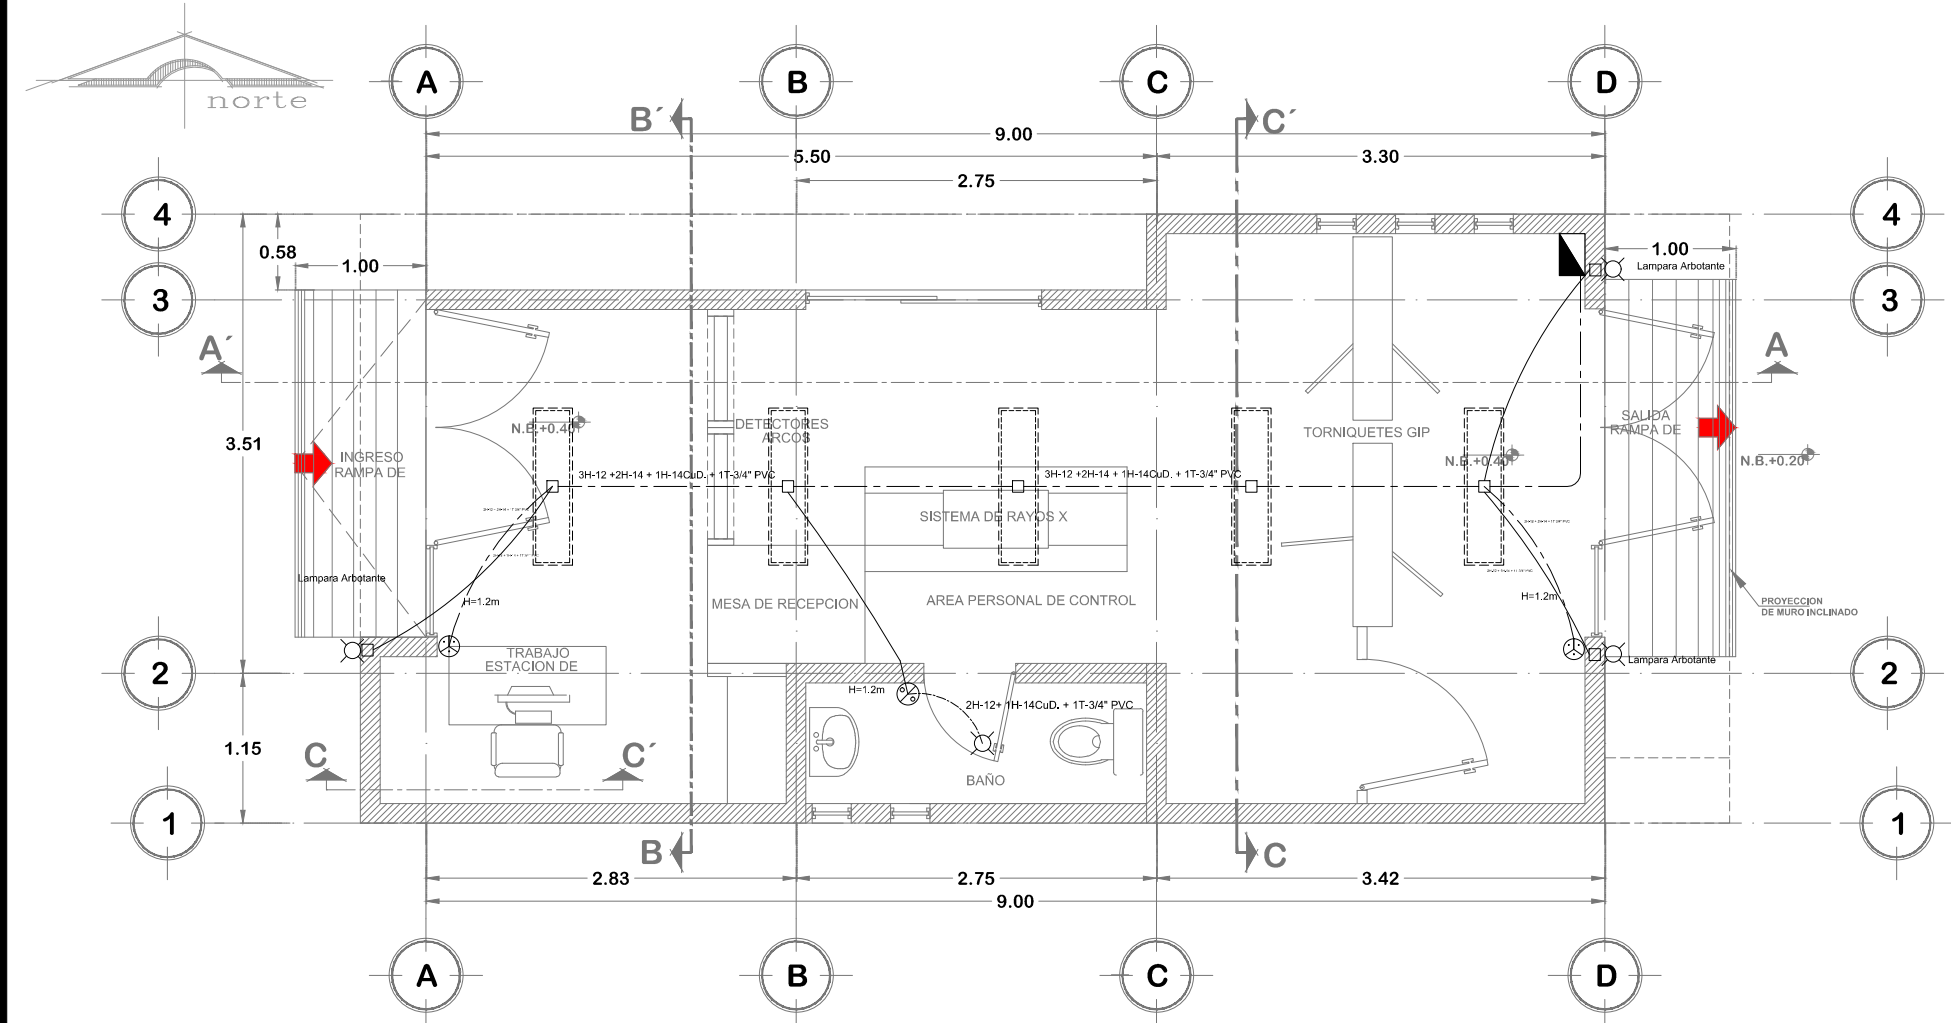 norte
A
B
C
D
B´
C´
9.00
5.50
3.30
2.75
4
4
0.58
1.00
1.00
Lampara Arbotante
3
3
A´
A
N.B.+0.40
DETECTORES
ARCOS
TORNIQUETES GIP
SALIDA
RAMPA DE
3.51
INGRESO
RAMPA DE
N.B.+0.40
N.B.+0.20
3H-12 +2H-14 + 1H-14CuD. + 1T-3/4" PVC
3H-12 +2H-14 + 1H-14CuD. + 1T-3/4" PVC
SISTEMA DE RAYOS X
Lampara Arbotante
H=1.2m
MESA DE RECEPCION
AREA PERSONAL DE CONTROL
H=1.2m
PROYECCION
DE MURO INCLINADO
TRABAJO
ESTACION DE
Lampara Arbotante
2
2
H=1.2m
2H-12+ 1H-14CuD. + 1T-3/4" PVC
1.15
C
C´
BAÑO
1
1
B
C
2.83
2.75
3.42
9.00
A
B
C
D